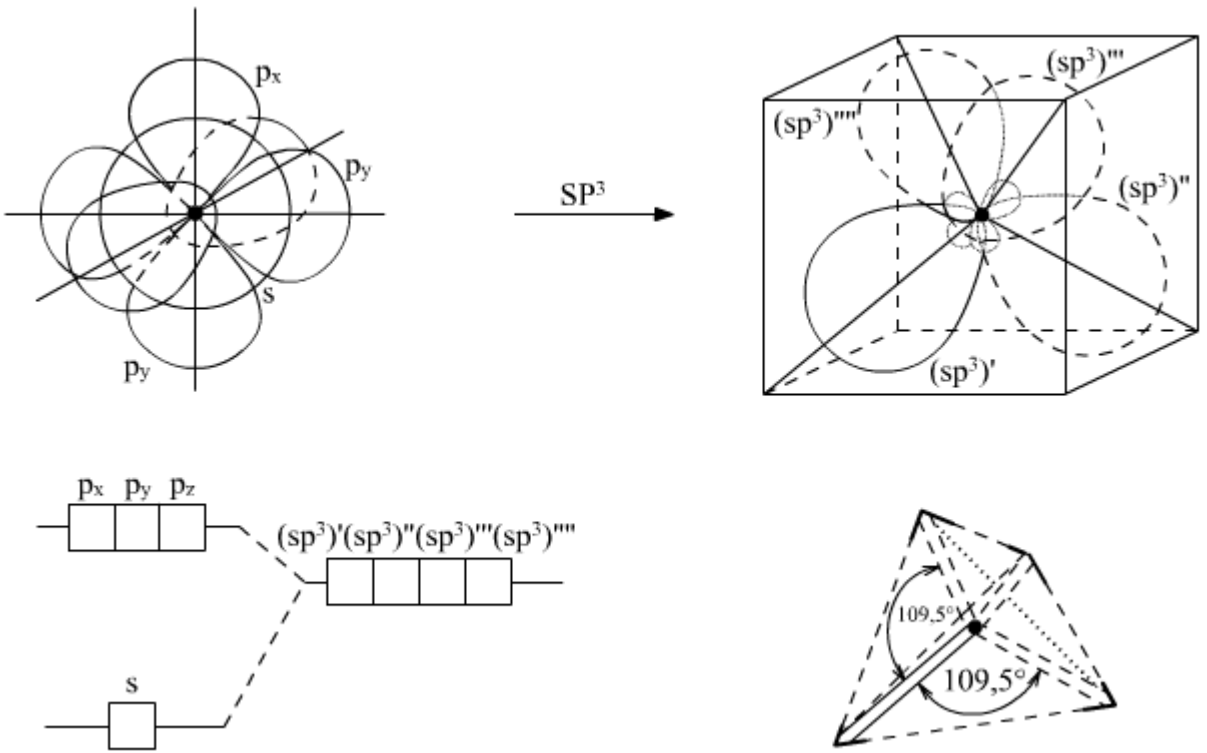 pₓ
(sp³)'''
(sp³)''''
p_y
SP³
(sp³)''
s
p_y
(sp³)'
pₓ p_y p_z
(sp³)'(sp³)''(sp³)'''(sp³)''''
109,5°
109,5°
s